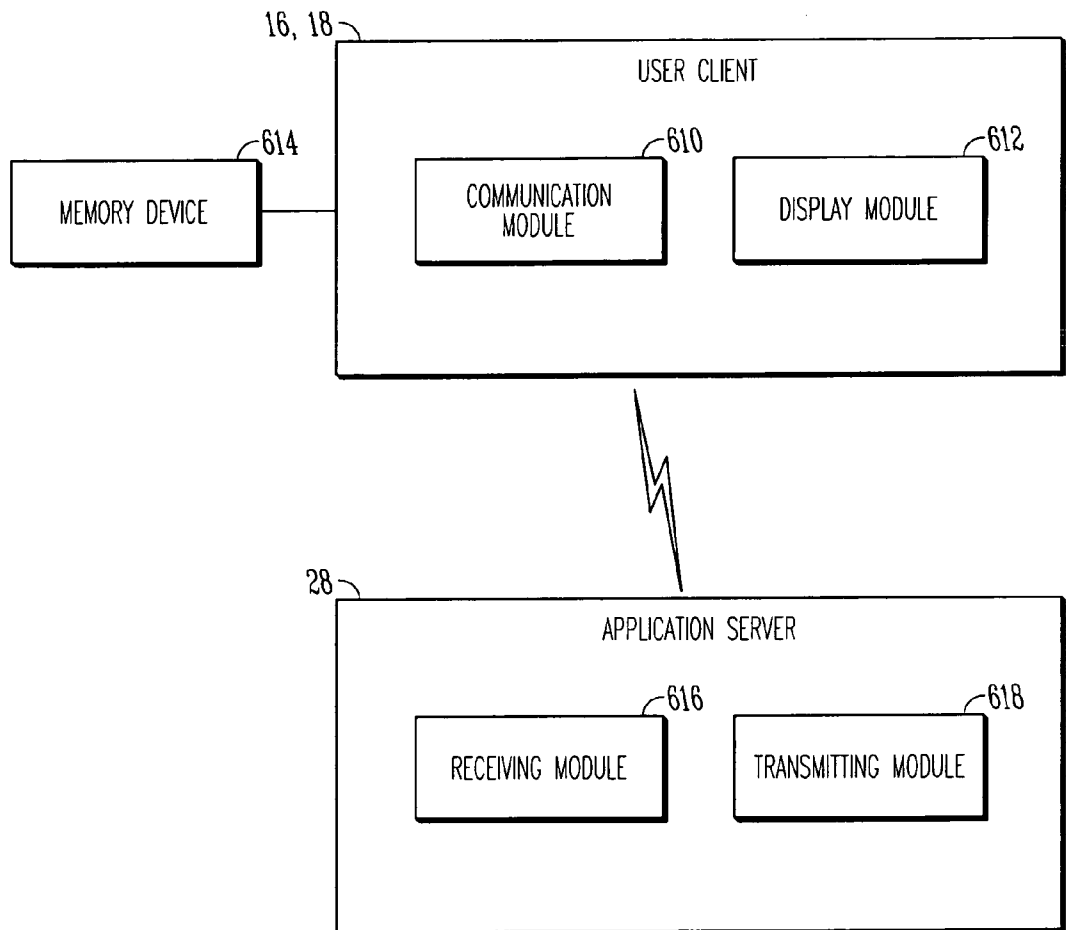 16, 18
USER CLIENT
614
610
612
MEMORY DEVICE
COMMUNICATION
MODULE
DISPLAY MODULE
28
APPLICATION SERVER
616
618
RECEIVING MODULE
TRANSMITTING MODULE